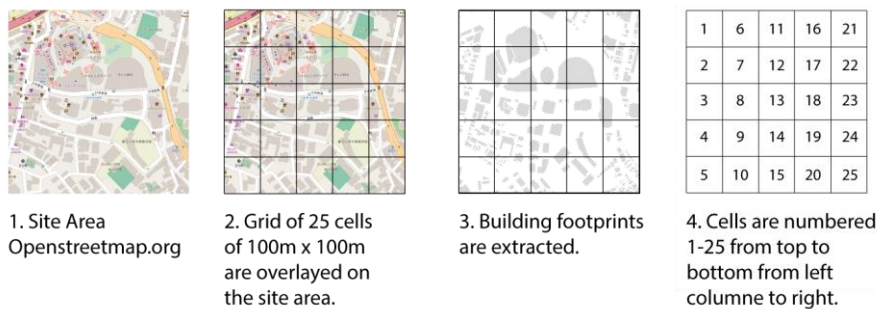 1 6 11 16 21
2 7 12 17 22
3 8 13 18 23
4 9 14 19 24
5 10 15 20 25
1. Site Area
Openstreetmap.org
2. Grid of 25 cells
of 100m x 100m
are overlayed on
the site area.
3. Building footprints
are extracted.
4. Cells are numbered
1-25 from top to
bottom from left
columne to right.